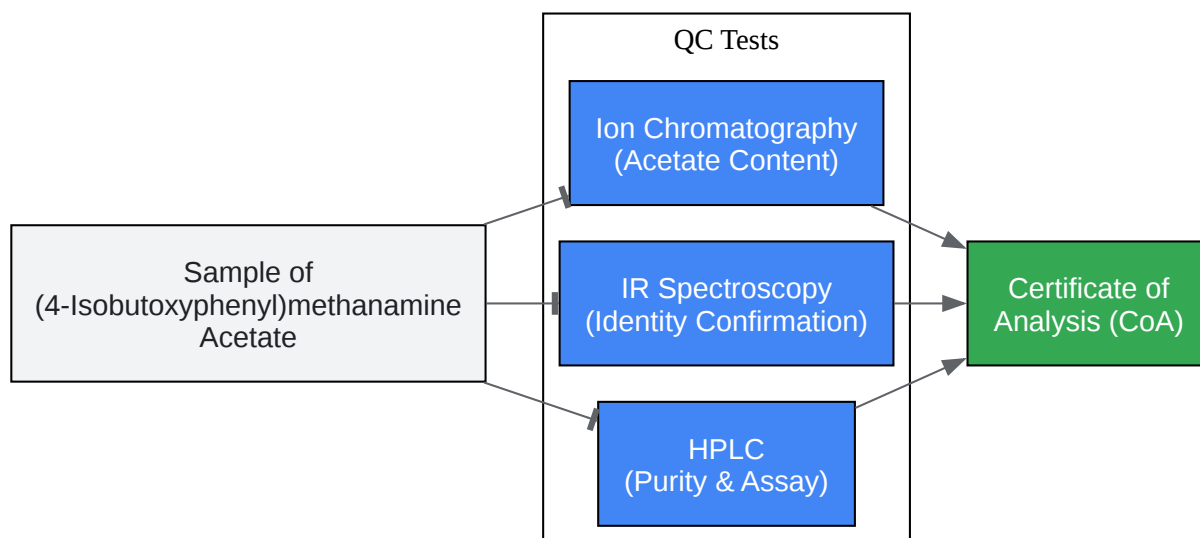 QC Tests
Ion Chromatography
(Acetate Content)
Sample of
(4-Isobutoxyphenyl)methanamine
Acetate
IR Spectroscopy
(Identity Confirmation)
Certificate of
Analysis (CoA)
HPLC
(Purity & Assay)